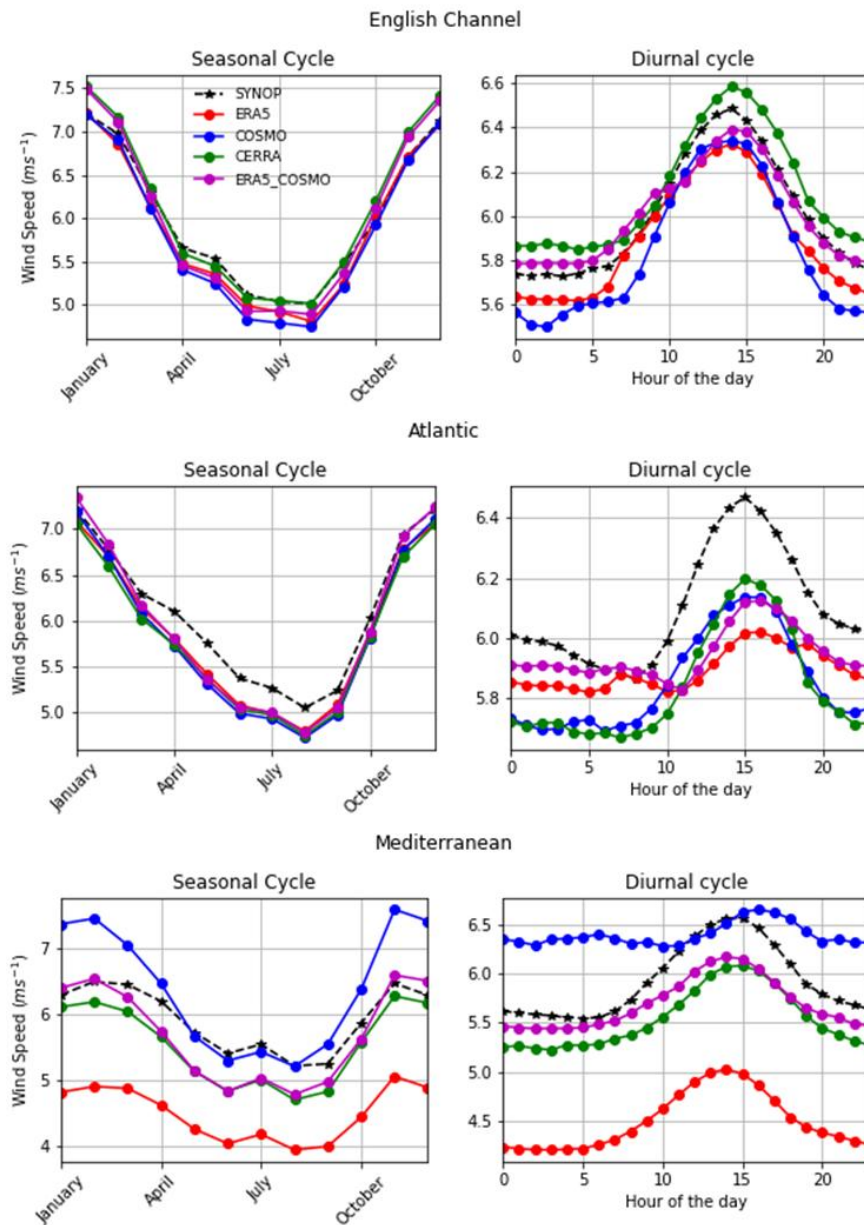 English Channel
Seasonal Cycle
Diurnal cycle
7.5
7.0
6.5
6.0
5.5
5.0
Wind Speed (ms⁻¹)
SYNOP
ERA5
COSMO
CERRA
ERA5_COSMO
January
April
July
October
6.6
6.4
6.2
6.0
5.8
5.6
0
5
10
15
20
Hour of the day
Atlantic
Seasonal Cycle
Diurnal cycle
7.0
6.5
6.0
5.5
5.0
Wind Speed (ms⁻¹)
January
April
July
October
6.4
6.2
6.0
5.8
0
5
10
15
20
Hour of the day
Mediterranean
Seasonal Cycle
Diurnal cycle
7
6
5
4
Wind Speed (ms⁻¹)
January
April
July
October
6.5
6.0
5.5
5.0
4.5
0
5
10
15
20
Hour of the day